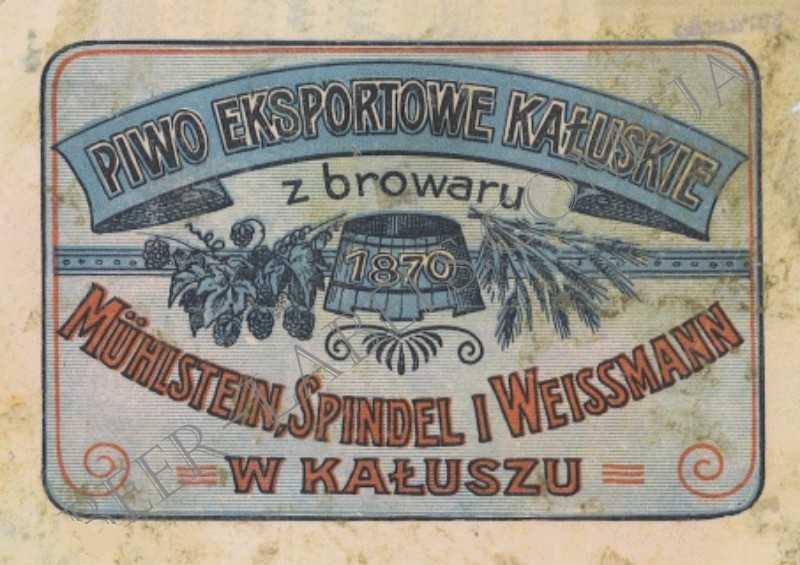 PIWO EKSPORTOWE KAŁUSKIE
z browaru
1870
MÜHLSTEIN, SPINDEL I WEISSMANN
W KAŁUSZU